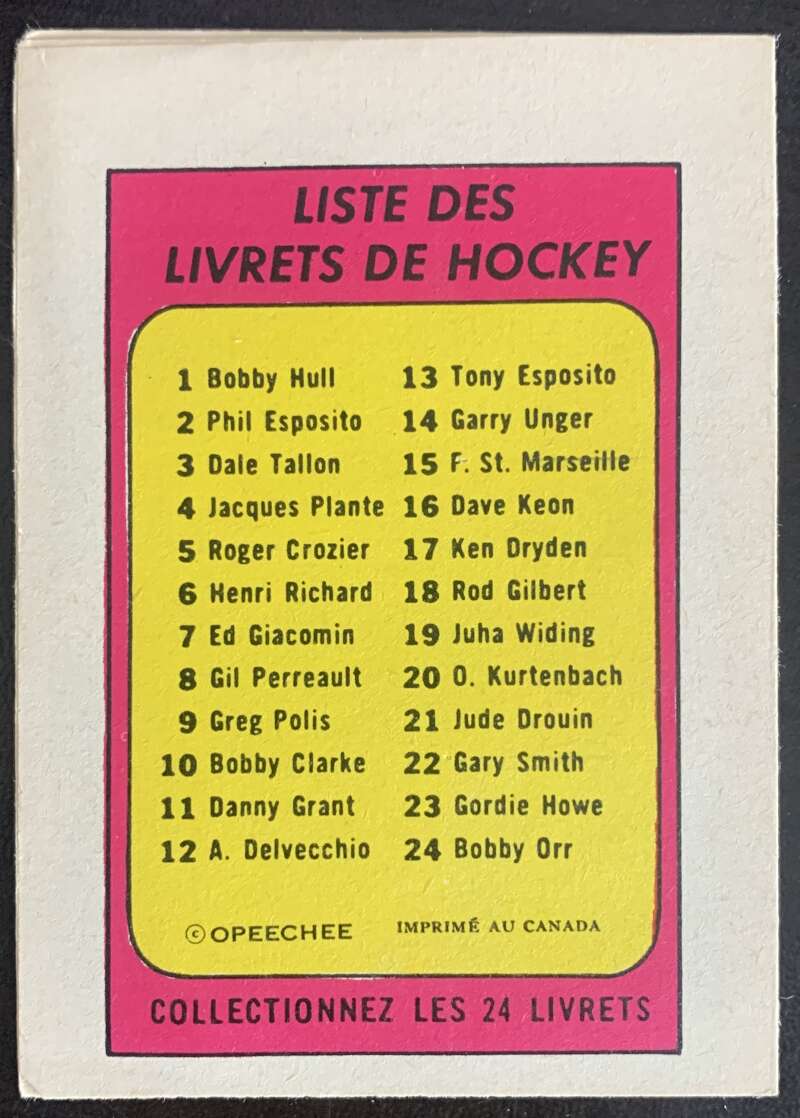 LISTE DES
LIVRETS DE HOCKEY
1 Bobby Hull
2 Phil Esposito
3 Dale Tallon
4 Jacques Plante
5 Roger Crozier
6 Henri Richard
7 Ed Giacomin
8 Gil Perreault
9 Greg Polis
10 Bobby Clarke
11 Danny Grant
12 A. Delvecchio
13 Tony Esposito
14 Garry Unger
15 F. St. Marseille
16 Dave Keon
17 Ken Dryden
18 Rod Gilbert
19 Juha Widing
20 O. Kurtenbach
21 Jude Drouin
22 Gary Smith
23 Gordie Howe
24 Bobby Orr
© OPEECHEE IMPRIMÉ AU CANADA
COLLECTIONNEZ LES 24 LIVRETS